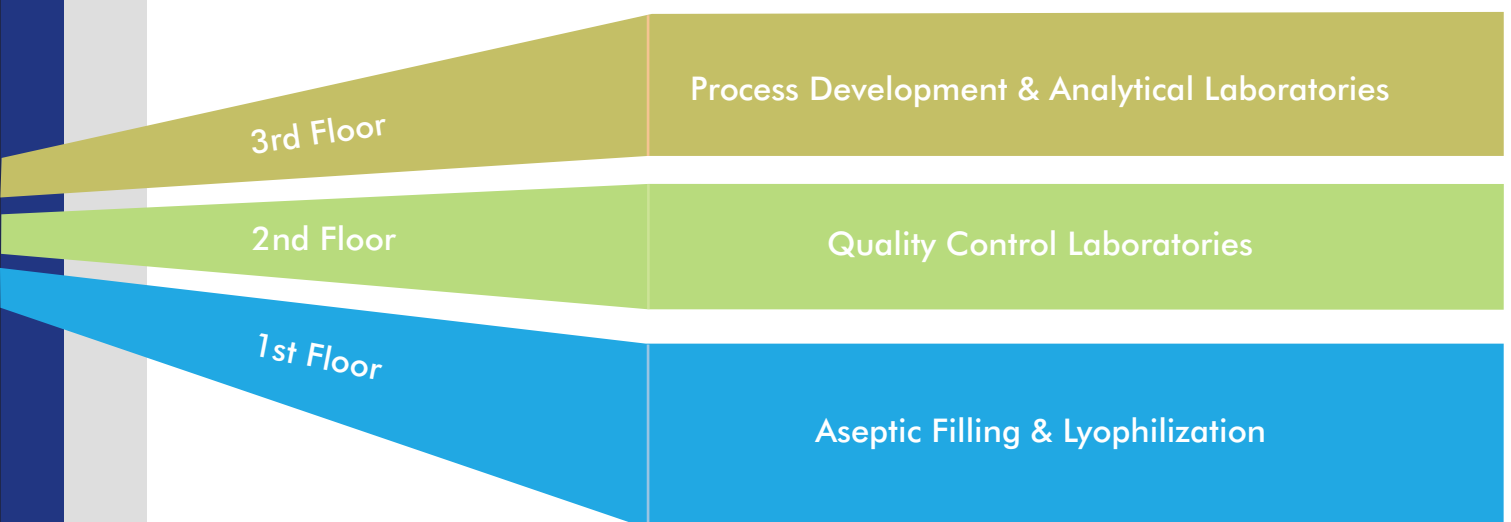 3rd Floor
Process Development & Analytical Laboratories
2nd Floor
Quality Control Laboratories
1st Floor
Aseptic Filling & Lyophilization